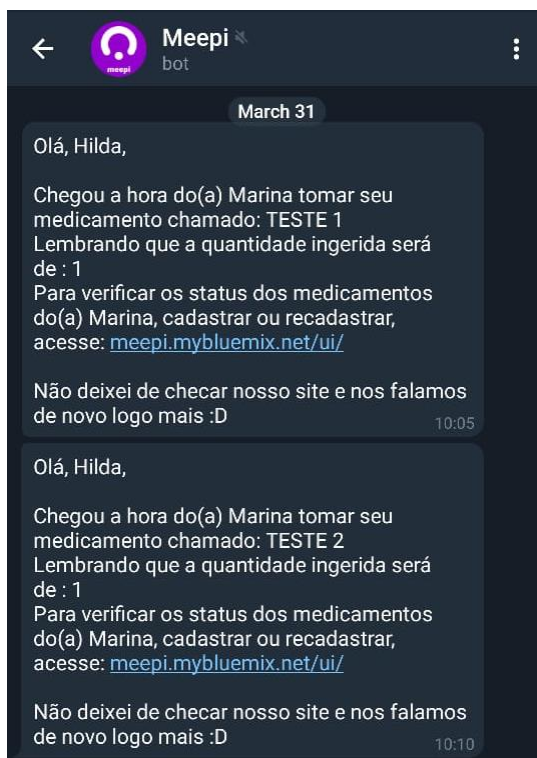 Meepi
meepi
bot
March 31
Olá, Hilda,
Chegou a hora do(a) Marina tomar seu
medicamento chamado: TESTE 1
Lembrando que a quantidade ingerida será
de : 1
Para verificar os status dos medicamentos
do(a) Marina, cadastrar ou recadastrar,
acesse: meepi.mybluemix.net/ui/
Não deixei de checar nosso site e nos falamos
de novo logo mais :D
10:05
Olá, Hilda,
Chegou a hora do(a) Marina tomar seu
medicamento chamado: TESTE 2
Lembrando que a quantidade ingerida será
de : 1
Para verificar os status dos medicamentos
do(a) Marina, cadastrar ou recadastrar,
acesse: meepi.mybluemix.net/ui/
Não deixei de checar nosso site e nos falamos
de novo logo mais :D
10:10